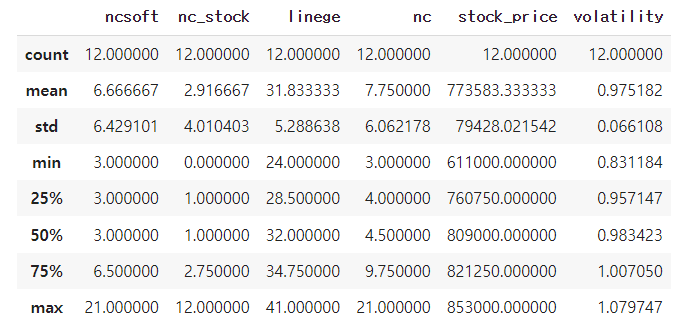 ncsoft nc_stock linege nc stock_price volatility
count 12.000000 12.000000 12.000000 12.000000 12.000000 12.000000
mean 6.666667 2.916667 31.833333 7.750000 773583.333333 0.975182
std 6.429101 4.010403 5.288638 6.062178 79428.021542 0.066108
min 3.000000 0.000000 24.000000 3.000000 611000.000000 0.831184
25% 3.000000 1.000000 28.500000 4.000000 760750.000000 0.957147
50% 3.000000 1.000000 32.000000 4.500000 809000.000000 0.983423
75% 6.500000 2.750000 34.750000 9.750000 821250.000000 1.007050
max 21.000000 12.000000 41.000000 21.000000 853000.000000 1.079747